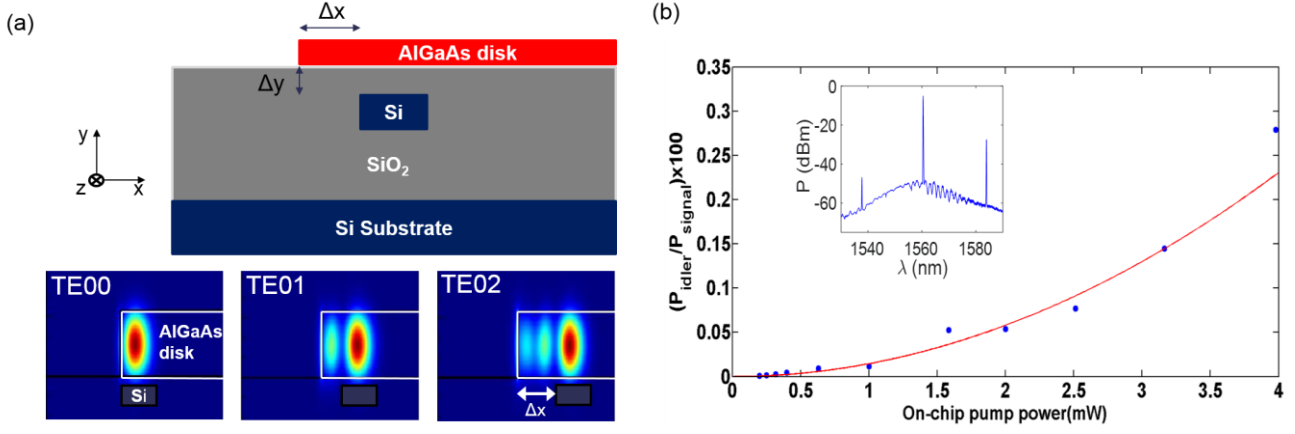 (a)
Δx
AlGaAs disk
Δy
Si
y
z
x
SiO₂
Si Substrate
TE00
AlGaAs
disk
Si
TE01
TE02
Δx
(b)
(P_idler/P_signal)×100
0.35
0.3
0.25
0.2
0.15
0.1
0.05
0
0
0.5
1
1.5
2
2.5
3
3.5
4
On-chip pump power(mW)
P (dBm)
0
-20
-40
-60
1540
1560
1580
λ (nm)